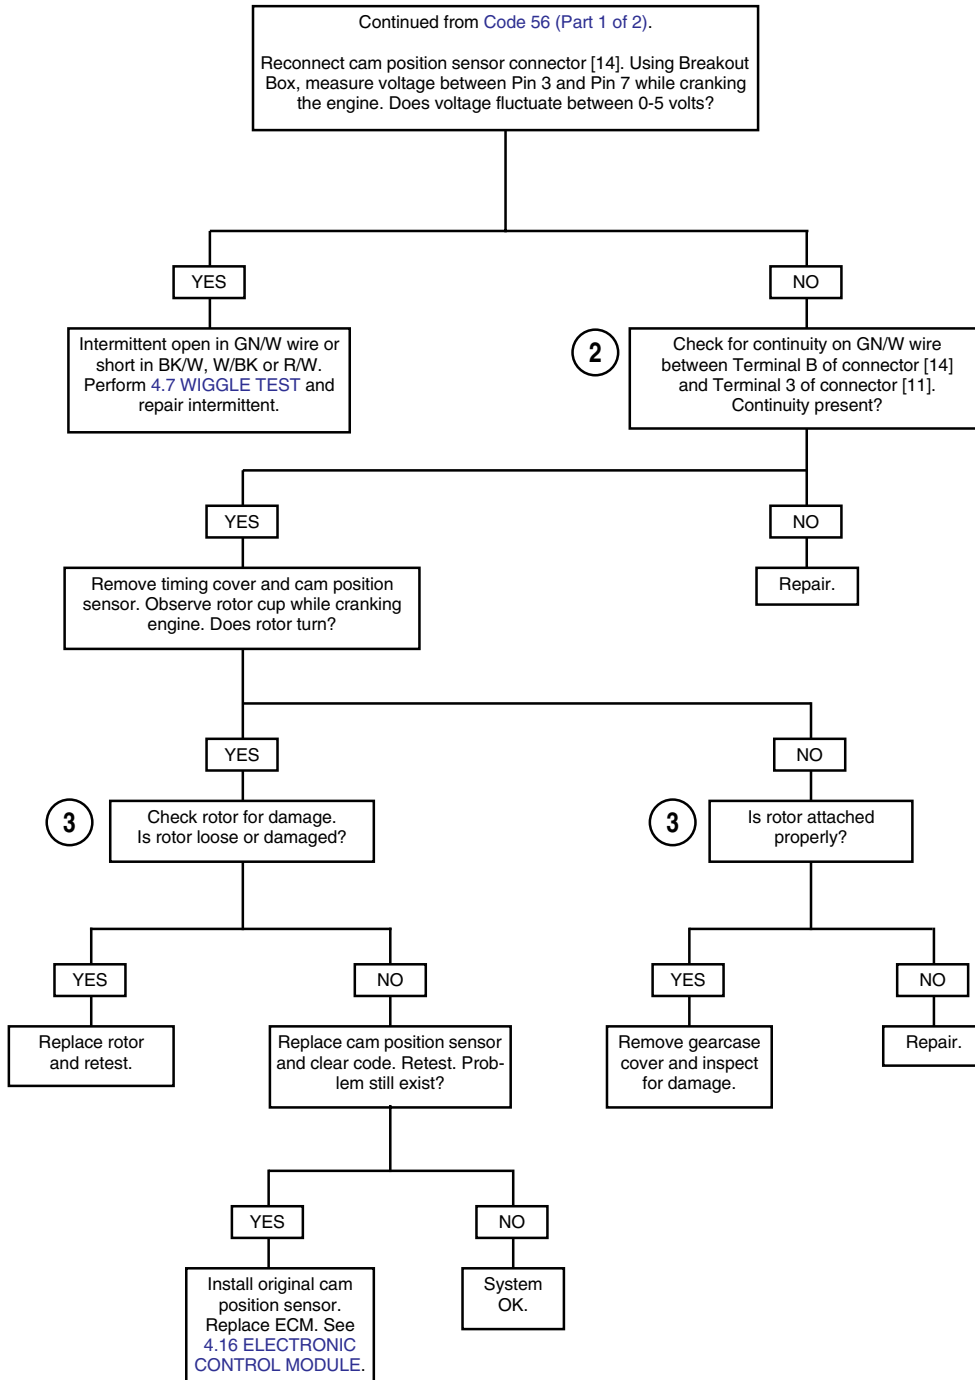 Continued from Code 56 (Part 1 of 2).
Reconnect cam position sensor connector [14]. Using Breakout
Box, measure voltage between Pin 3 and Pin 7 while cranking
the engine. Does voltage fluctuate between 0-5 volts?
YES
NO
Intermittent open in GN/W wire or
short in BK/W, W/BK or R/W.
Perform 4.7 WIGGLE TEST and
repair intermittent.
2
Check for continuity on GN/W wire
between Terminal B of connector [14]
and Terminal 3 of connector [11].
Continuity present?
YES
NO
Remove timing cover and cam position
sensor. Observe rotor cup while cranking
engine. Does rotor turn?
Repair.
YES
NO
3
Check rotor for damage.
Is rotor loose or damaged?
3
Is rotor attached
properly?
YES
NO
YES
NO
Replace rotor
and retest.
Replace cam position sensor
and clear code. Retest. Prob-
lem still exist?
Remove gearcase
cover and inspect
for damage.
Repair.
YES
NO
Install original cam
position sensor.
Replace ECM. See
4.16 ELECTRONIC
CONTROL MODULE.
System
OK.